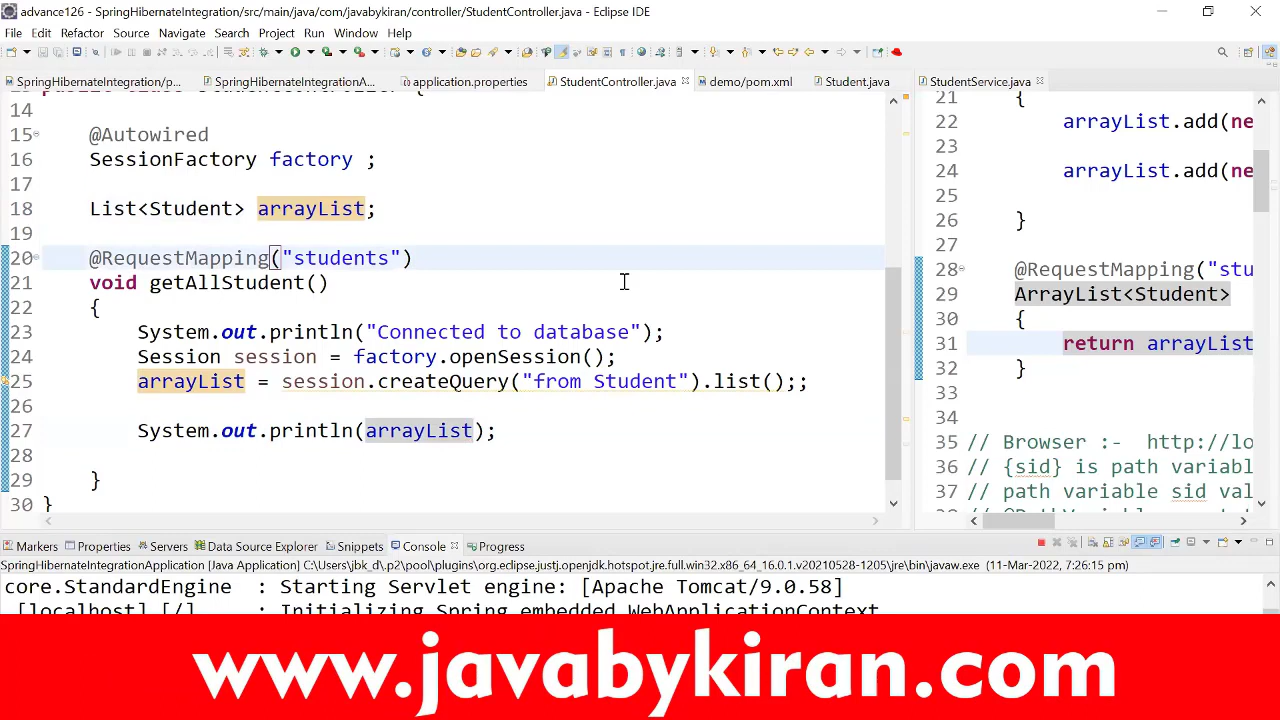 advance126 - SpringHibernateIntegration/src/main/java/com/javabykiran/controller/StudentController.java - Eclipse IDE
File Edit Refactor Source Navigate Search Project Run Window Help
SpringHibernateIntegration/p... SpringHibernateIntegrationA... application.properties StudentController.java demo/pom.xml Student.java StudentService.java
14
15 @Autowired
16 SessionFactory factory ;
17
18 List<Student> arrayList;
19
20 @RequestMapping("students")
21 void getAllStudent()
22 {
23 System.out.println("Connected to database");
24 Session session = factory.openSession();
25 arrayList = session.createQuery("from Student").list();;
26
27 System.out.println(arrayList);
28
29 }
30 }
21 {
22 arrayList.add(ne
23
24 arrayList.add(ne
25
26 }
27
28 @RequestMapping("stu
29 ArrayList<Student>
30 {
31 return arrayList
32 }
33
34
35 // Browser :- http://lo
36 // {sid} is path variabl
37 // path variable sid val
Markers Properties Servers Data Source Explorer Snippets Console Progress
SpringHibernateIntegrationApplication [Java Application] C:\Users\jbk_d\.p2\pool\plugins\org.eclipse.justj.openjdk.hotspot.jre.full.win32.x86_64_16.0.1.v20210528-1205\jre\bin\javaw.exe (11-Mar-2022, 7:26:15 pm)
core.StandardEngine : Starting Servlet engine: [Apache Tomcat/9.0.58]
[localhost].[/] : Initializing Spring embedded WebApplicationContext
www.javabykiran.com